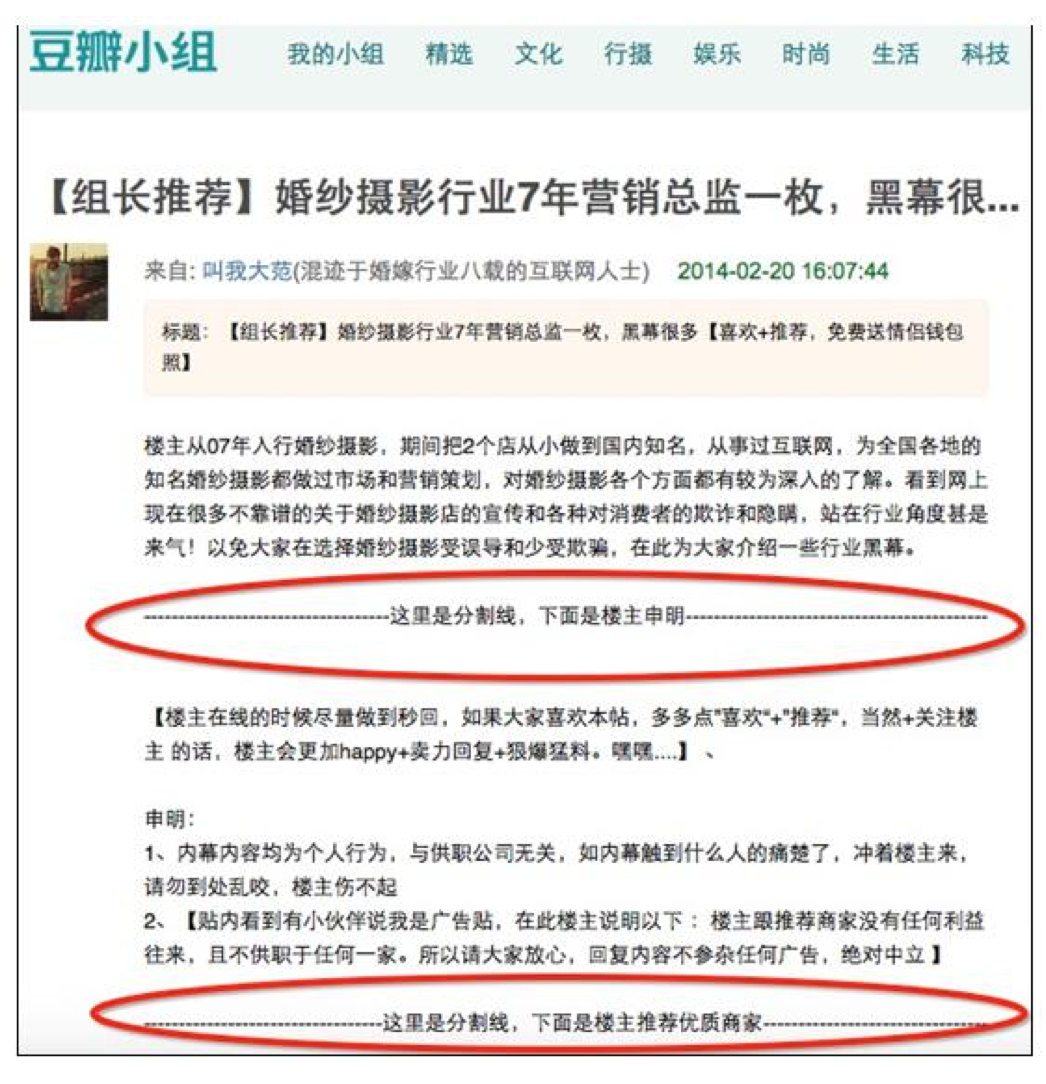 豆瓣小组 我的小组 精选 文化 行摄 娱乐 时尚 生活 科技
【组长推荐】婚纱摄影行业7年营销总监一枚，黑幕很...
来自: 叫我大范(混迹于婚嫁行业八载的互联网人士) 2014-02-20 16:07:44
标题：【组长推荐】婚纱摄影行业7年营销总监一枚，黑幕很多【喜欢+推荐，免费送情侣钱包
照】
楼主从07年入行婚纱摄影，期间把2个店从小做到国内知名，从事过互联网，为全国各地的
知名婚纱摄影都做过市场和营销策划，对婚纱摄影各个方面都有较为深入的了解。看到网上
现在很多不靠谱的关于婚纱摄影店的宣传和各种对消费者的欺诈和隐瞒，站在行业角度甚是
来气！以免大家在选择婚纱摄影受误导和少受欺骗，在此为大家介绍一些行业黑幕。
-----------------------------------这里是分割线，下面是楼主申明-------------------------------------------
【楼主在线的时候尽量做到秒回，如果大家喜欢本帖，多多点"喜欢"+"推荐"，当然+关注楼
主 的话，楼主会更加happy+卖力回复+狠爆猛料。嘿嘿....】 、
申明：
1、内幕内容均为个人行为，与供职公司无关，如内幕触到什么人的痛楚了，冲着楼主来，
请勿到处乱咬，楼主伤不起
2、【贴内看到有小伙伴说我是广告贴，在此楼主说明以下 ：楼主跟推荐商家没有任何利益
往来，且不供职于任何一家。所以请大家放心，回复内容不参杂任何广告，绝对中立 】
----------------------------------这里是分割线，下面是楼主推荐优质商家--------------------------------